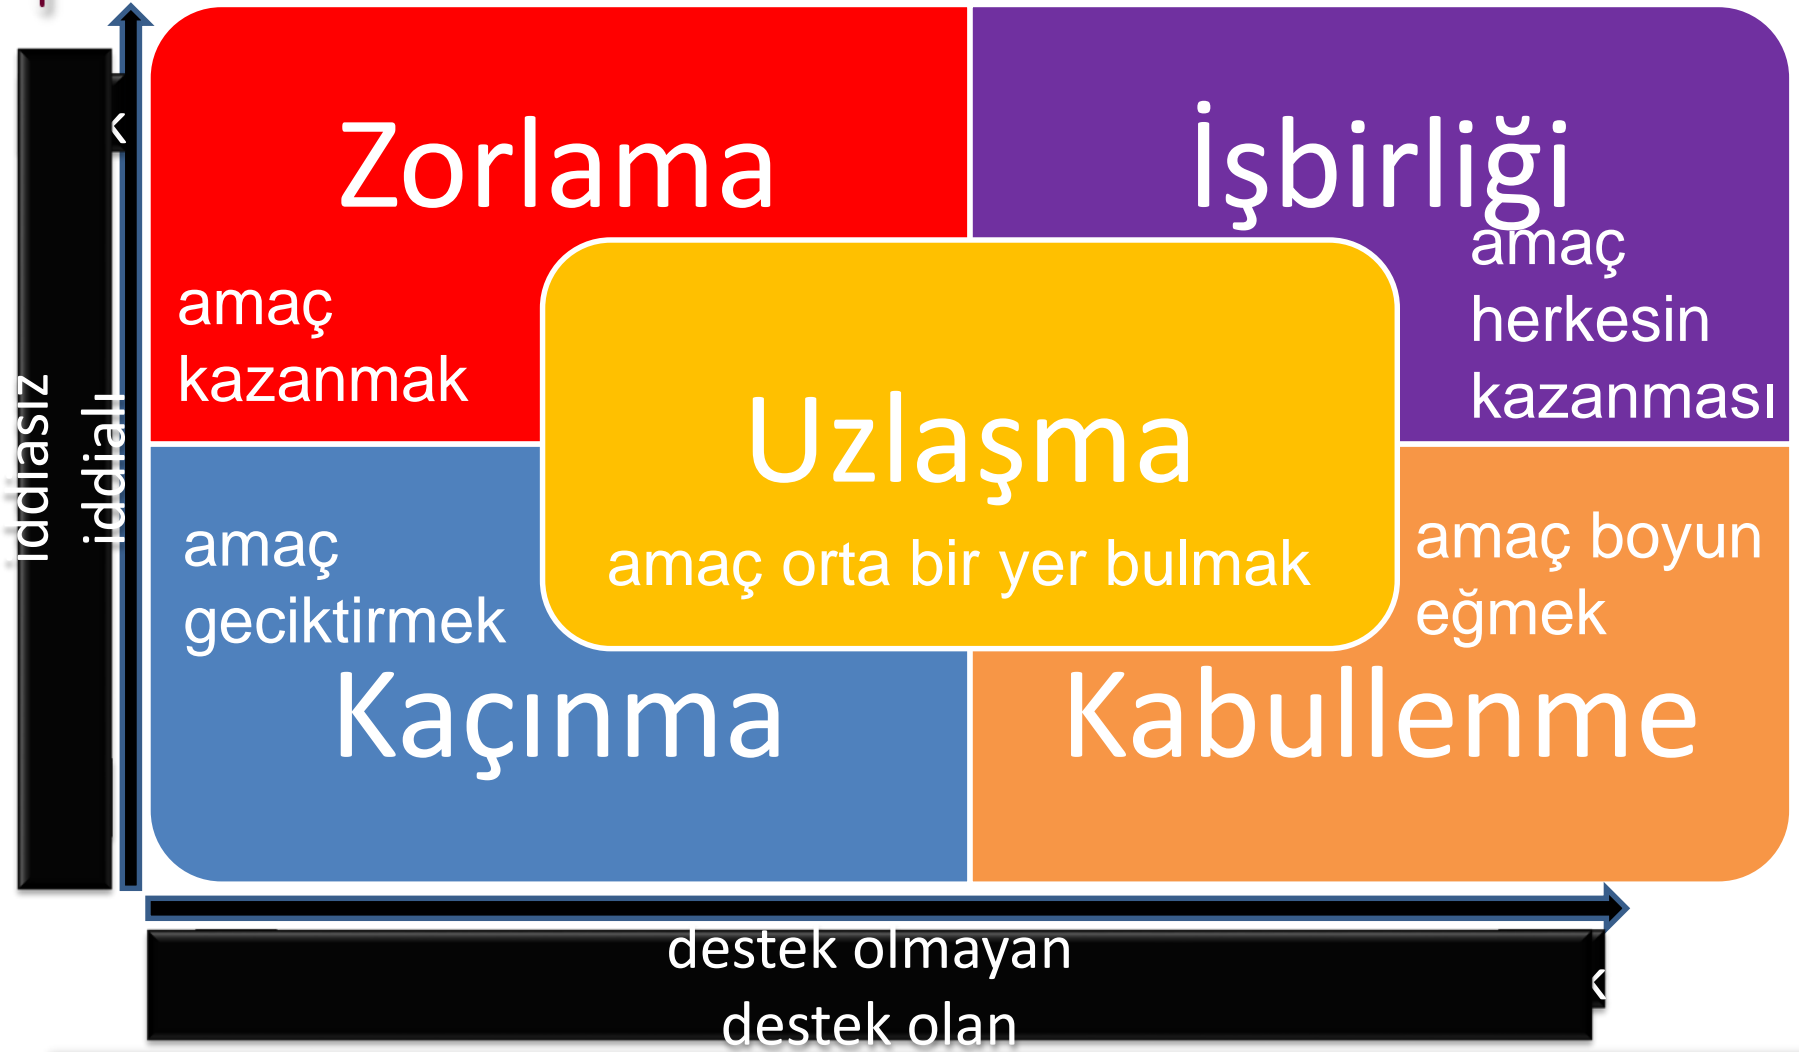 Zorlama
amaç
kazanmak
İşbirliği
amaç
herkesin
kazanması
Uzlaşma
amaç orta bir yer bulmak
amaç
geciktirmek
Kaçınma
amaç boyun
eğmek
Kabullenme
iddiasız
iddialı
destek olmayan
destek olan